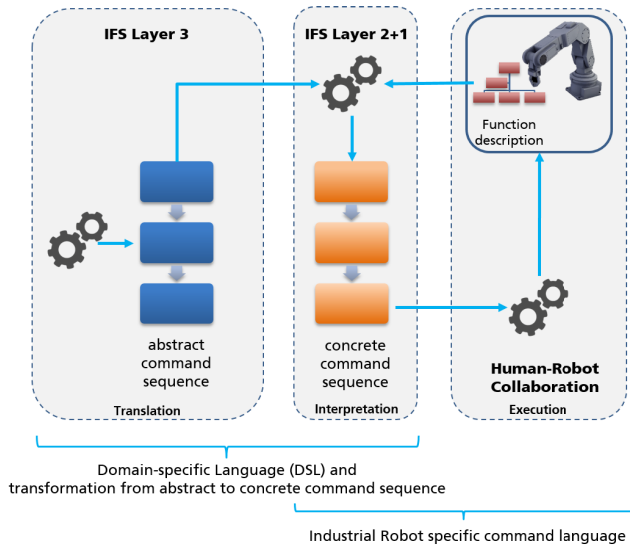 IFS Layer 3
IFS Layer 2+1
Function
description
abstract
command
sequence
concrete
command
sequence
Human-Robot
Collaboration
Translation
Interpretation
Execution
Domain-specific Language (DSL) and
transformation from abstract to concrete command sequence
Industrial Robot specific command language